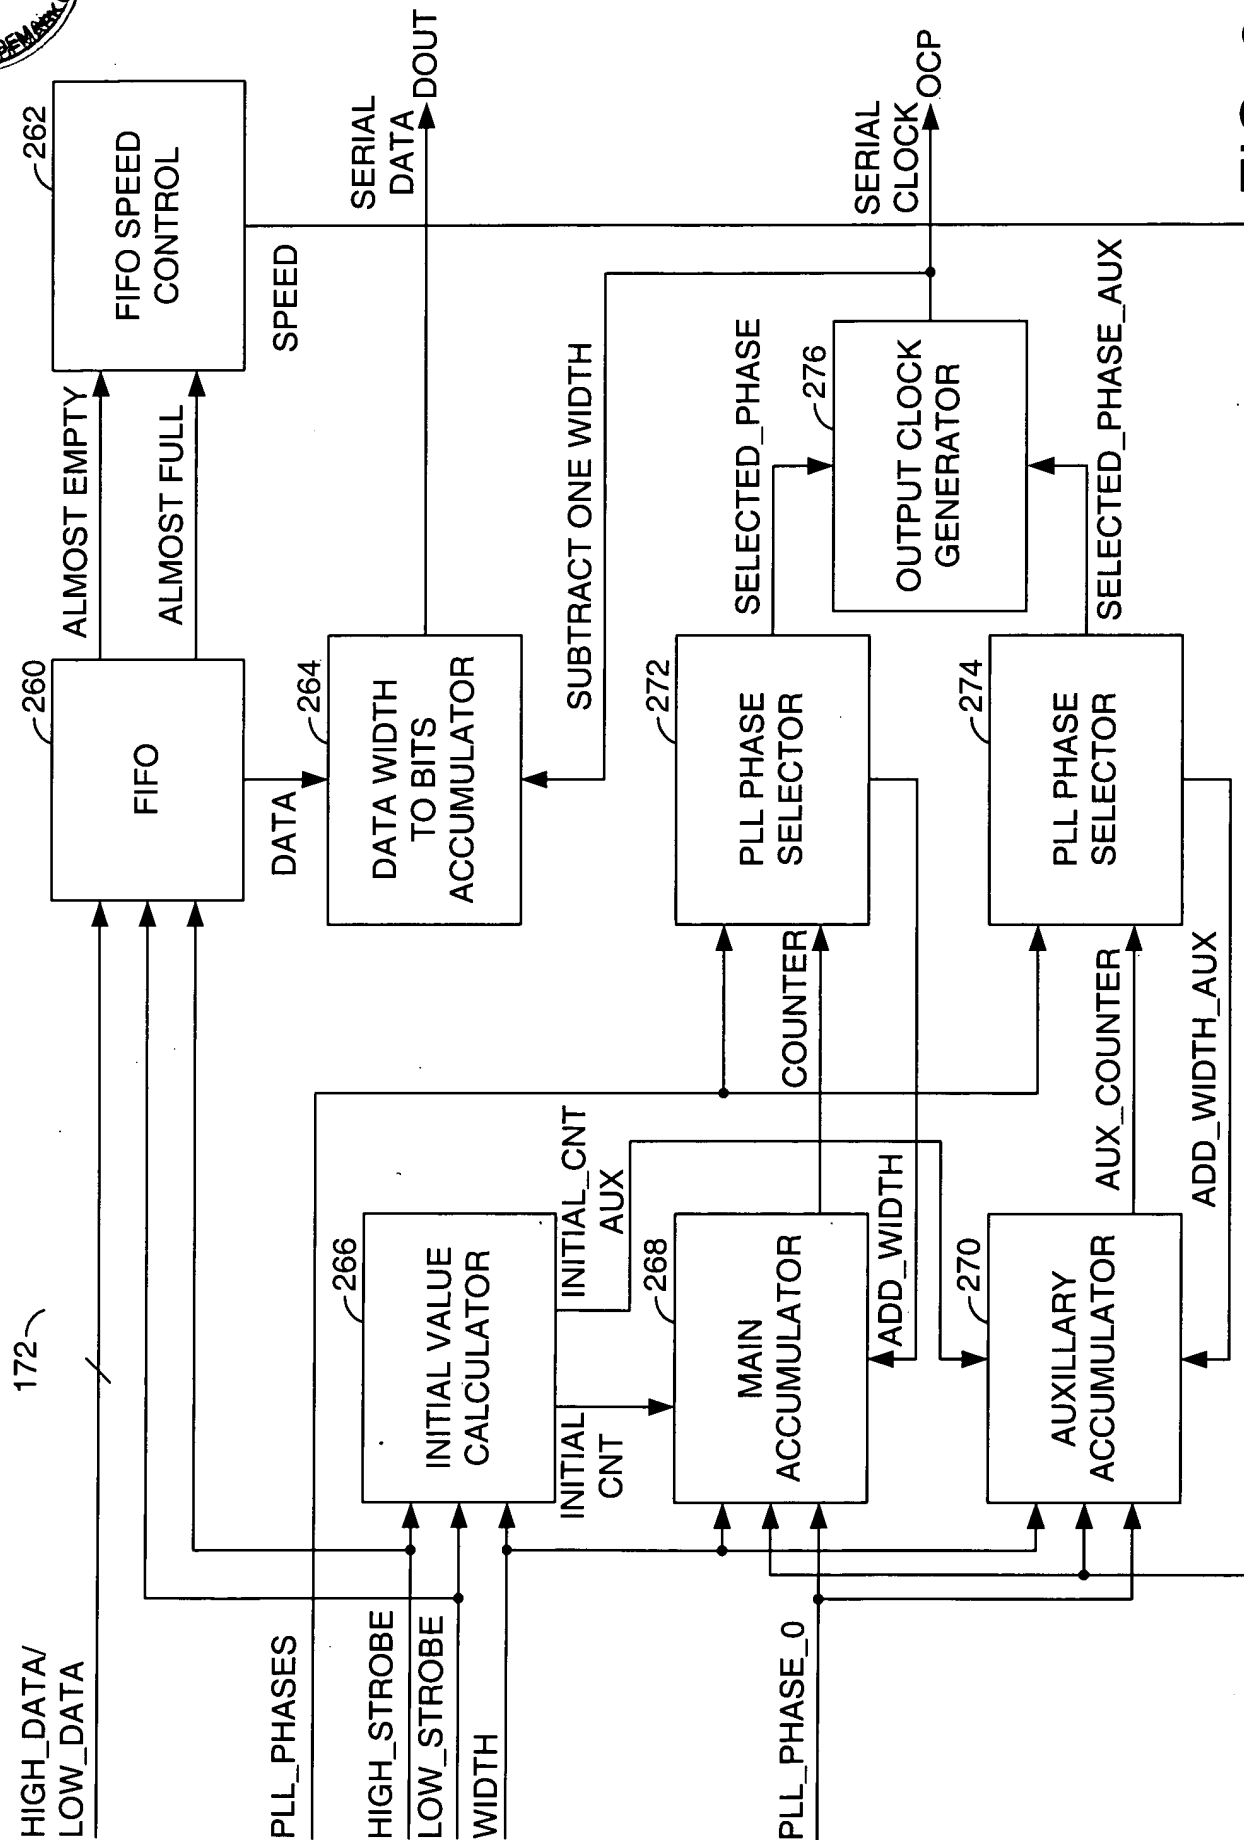 172
HIGH_DATA/
LOW_DATA
PLL_PHASES
HIGH_STROBE
LOW_STROBE
WIDTH
PLL_PHASE_0
260
FIFO
ALMOST EMPTY
ALMOST FULL
262
FIFO SPEED
CONTROL
SPEED
DATA
264
DATA WIDTH
TO BITS
ACCUMULATOR
SERIAL
DATA
DOUT
SUBTRACT ONE WIDTH
266
INITIAL VALUE
CALCULATOR
INITIAL
CNT
INITIAL_CNT
AUX
268
MAIN
ACCUMULATOR
COUNTER
ADD_WIDTH
272
PLL PHASE
SELECTOR
SELECTED_PHASE
276
OUTPUT CLOCK
GENERATOR
SERIAL
CLOCK
OCP
270
AUXILLARY
ACCUMULATOR
AUX_COUNTER
ADD_WIDTH_AUX
274
PLL PHASE
SELECTOR
SELECTED_PHASE_AUX